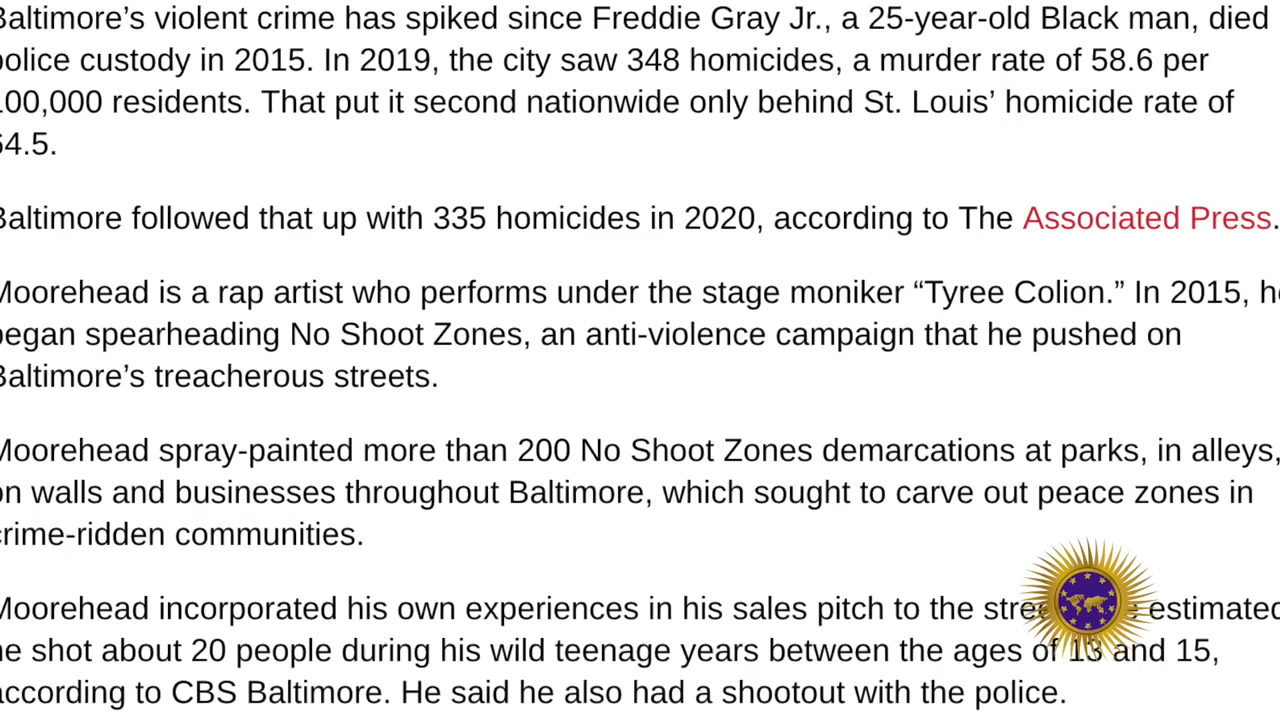 Baltimore’s violent crime has spiked since Freddie Gray Jr., a 25-year-old Black man, died
police custody in 2015. In 2019, the city saw 348 homicides, a murder rate of 58.6 per
100,000 residents. That put it second nationwide only behind St. Louis’ homicide rate of
64.5.
Baltimore followed that up with 335 homicides in 2020, according to The Associated Press.
Moorehead is a rap artist who performs under the stage moniker “Tyree Colion.” In 2015, he
began spearheading No Shoot Zones, an anti-violence campaign that he pushed on
Baltimore’s treacherous streets.
Moorehead spray-painted more than 200 No Shoot Zones demarcations at parks, in alleys,
on walls and businesses throughout Baltimore, which sought to carve out peace zones in
crime-ridden communities.
Moorehead incorporated his own experiences in his sales pitch to the estimated
he shot about 20 people during his wild teenage years between the ages of 13 and 15,
according to CBS Baltimore. He said he also had a shootout with the police.